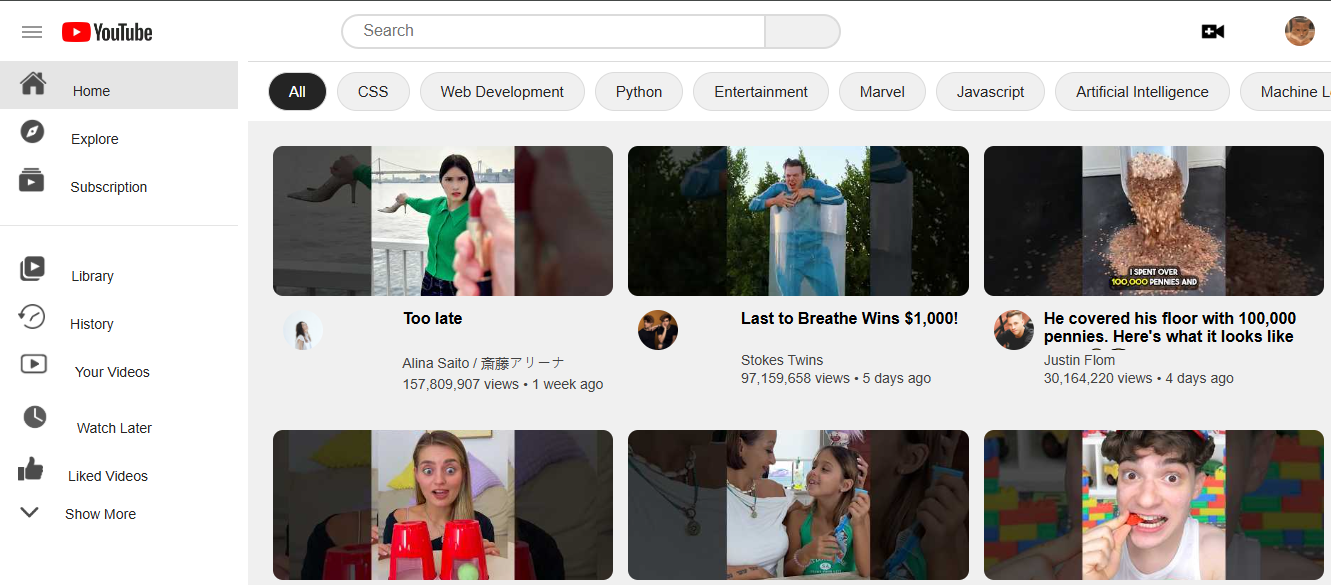 YouTube
Search
Home
Explore
Subscription
Library
History
Your Videos
Watch Later
Liked Videos
Show More
All
CSS
Web Development
Python
Entertainment
Marvel
Javascript
Artificial Intelligence
Machine L
I SPENT OVER
100,000 PENNIES AND
Too late
Alina Saito / 斎藤アリーナ
157,809,907 views • 1 week ago
Last to Breathe Wins $1,000!
Stokes Twins
97,159,658 views • 5 days ago
He covered his floor with 100,000
pennies. Here's what it looks like
Justin Flom
30,164,220 views • 4 days ago